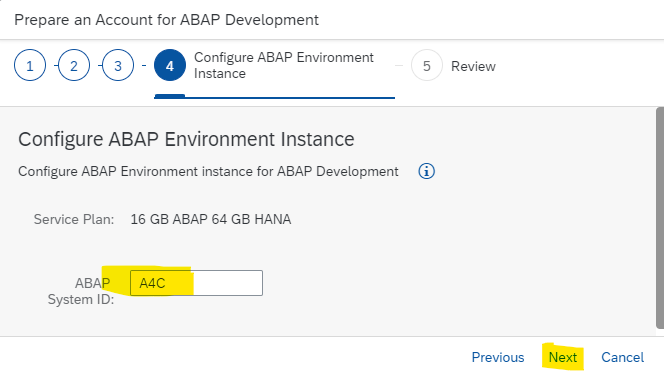 Prepare an Account for ABAP Development
1 - 2 - 3 - 4 Configure ABAP Environment Instance - 5 Review
Configure ABAP Environment Instance
Configure ABAP Environment instance for ABAP Development
Service Plan: 16 GB ABAP 64 GB HANA
ABAP System ID: A4C
Previous Next Cancel